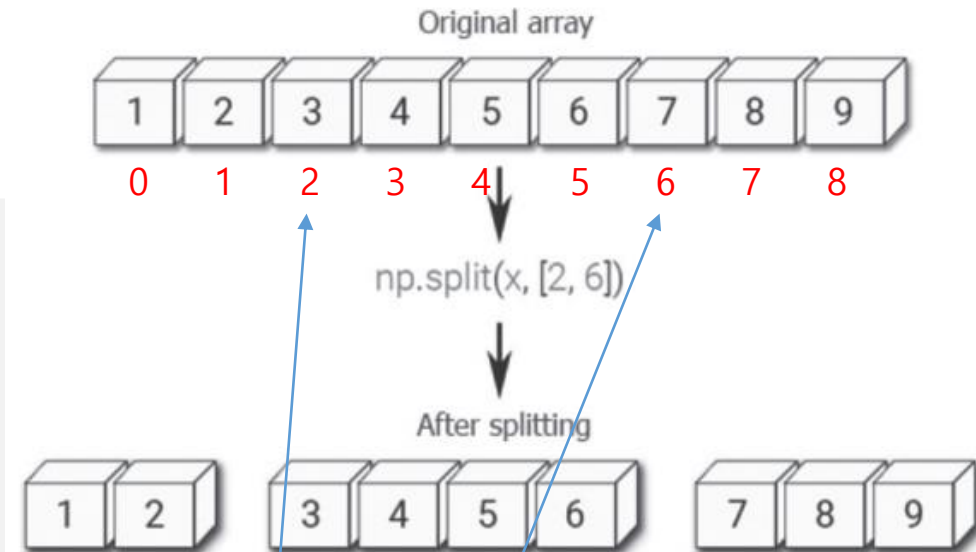 Original array
1 2 3 4 5 6 7 8 9
0 1 2 3 4 5 6 7 8
np.split(x, [2, 6])
After splitting
1 2 3 4 5 6 7 8 9